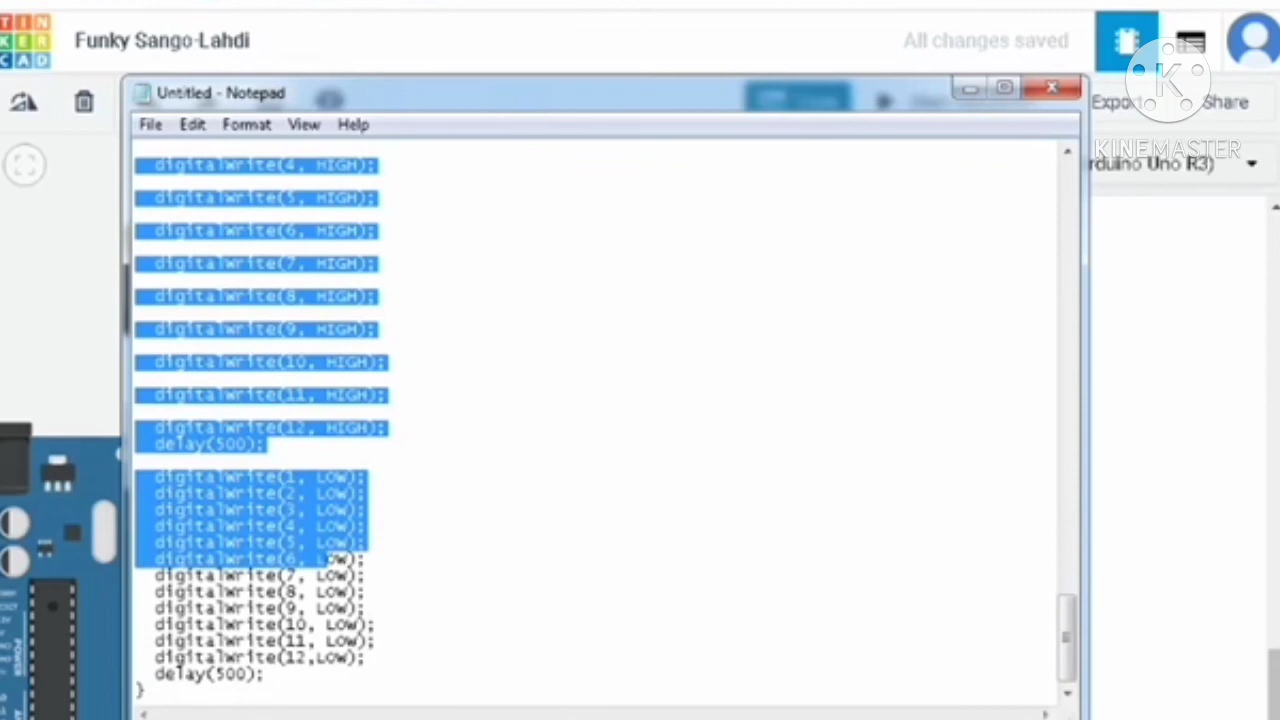 TIN
KER
CAD
Funky Sango-Lahdi
All changes saved
Untitled - Notepad
Export
Share
KINEMASTER
File Edit Format View Help
rduino Uno R3)
digitalWrite(4, HIGH);
digitalWrite(5, HIGH);
digitalWrite(6, HIGH);
digitalWrite(7, HIGH);
digitalWrite(8, HIGH);
digitalWrite(9, HIGH);
digitalWrite(10, HIGH);
digitalWrite(11, HIGH);
digitalWrite(12, HIGH);
delay(500);
digitalWrite(1, LOW);
digitalWrite(2, LOW);
digitalWrite(3, LOW);
digitalWrite(4, LOW);
digitalWrite(5, LOW);
digitalWrite(6, LOW);
digitalWrite(7, LOW);
digitalWrite(8, LOW);
digitalWrite(9, LOW);
digitalWrite(10, LOW);
digitalWrite(11, LOW);
digitalWrite(12,LOW);
delay(500);
}
POWER